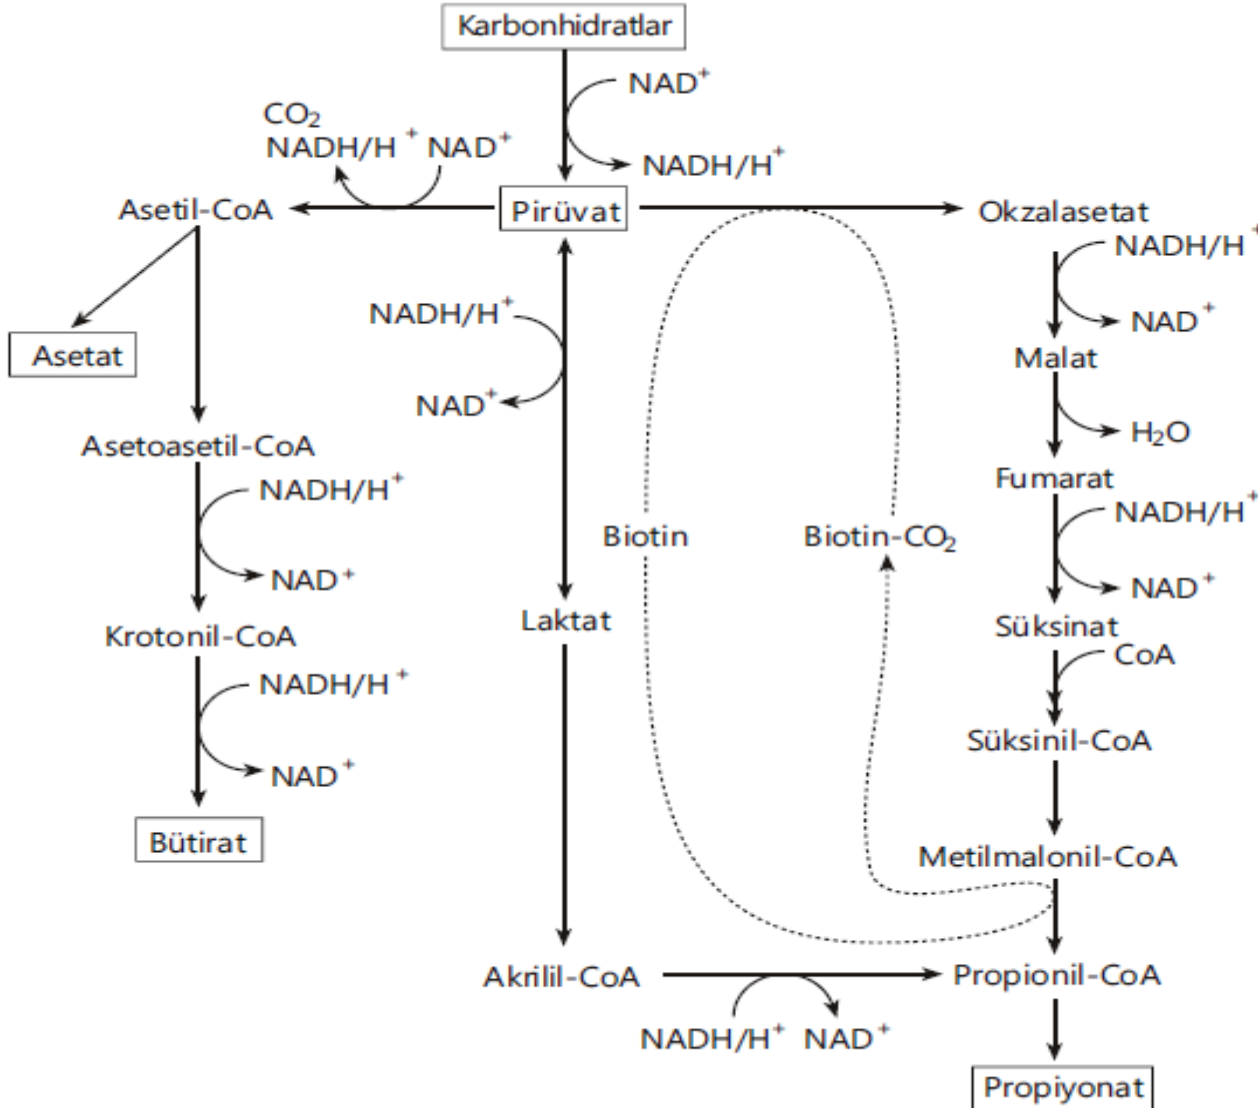 Karbonhidratlar
NAD⁺
NADH/H⁺
CO₂
NADH/H⁺ NAD⁺
Asetil-CoA
Pirüvat
Okzalasetat
NADH/H⁺
NAD⁺
NADH/H⁺
NAD⁺
Asetat
Malat
H₂O
Asetoasetil-CoA
Fumarat
NADH/H⁺
NAD⁺
NADH/H⁺
NAD⁺
Biotin
Biotin-CO₂
Krotonil-CoA
Laktat
Süksinat
CoA
NADH/H⁺
NAD⁺
Süksinil-CoA
Bütirat
Metilmalonil-CoA
Akrilil-CoA
Propionil-CoA
NADH/H⁺ NAD⁺
Propiyonat